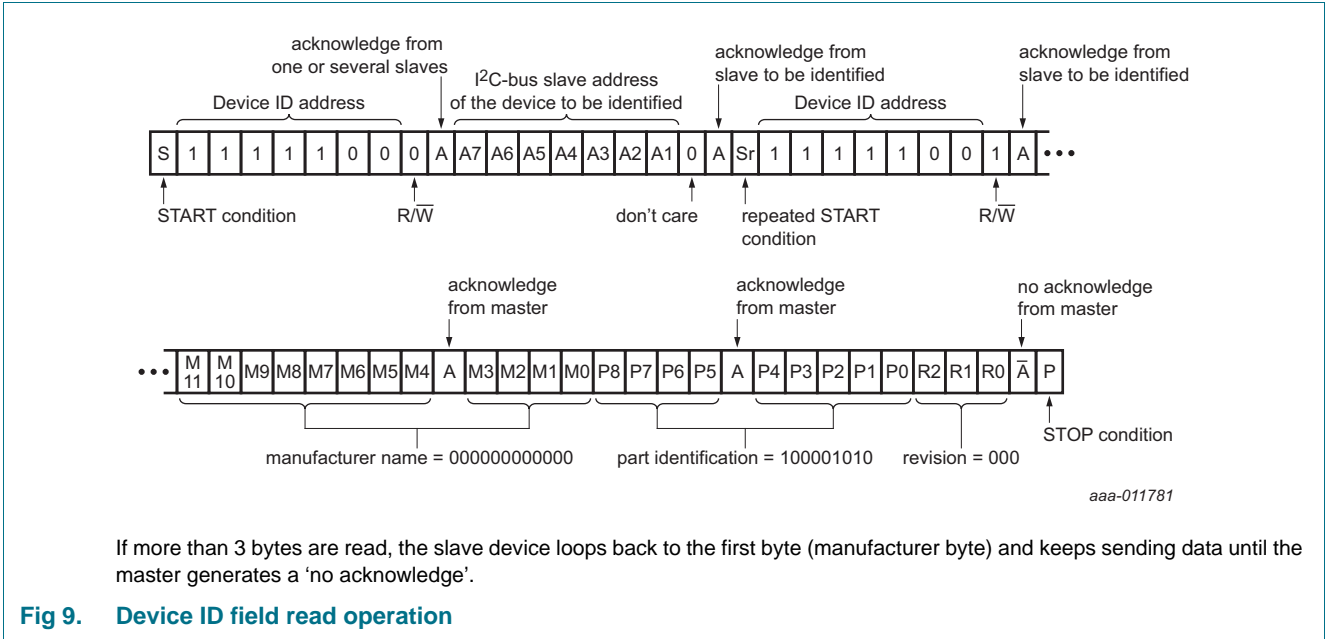 acknowledge from
one or several slaves
I2C-bus slave address
of the device to be identified
acknowledge from
slave to be identified
acknowledge from
slave to be identified
Device ID address
Device ID address
S 1 1 1 1 1 0 0 0 A A7 A6 A5 A4 A3 A2 A1 0 A Sr 1 1 1 1 1 0 0 1 A •••
START condition
R/W̅
don't care
repeated START
condition
R/W̅
acknowledge
from master
acknowledge
from master
no acknowledge
from master
••• M11 M10 M9 M8 M7 M6 M5 M4 A M3 M2 M1 M0 P8 P7 P6 P5 A P4 P3 P2 P1 P0 R2 R1 R0 A̅ P
STOP condition
manufacturer name = 000000000000
part identification = 100001010
revision = 000
aaa-011781
If more than 3 bytes are read, the slave device loops back to the first byte (manufacturer byte) and keeps sending data until the
master generates a ‘no acknowledge’.
Fig 9. Device ID field read operation